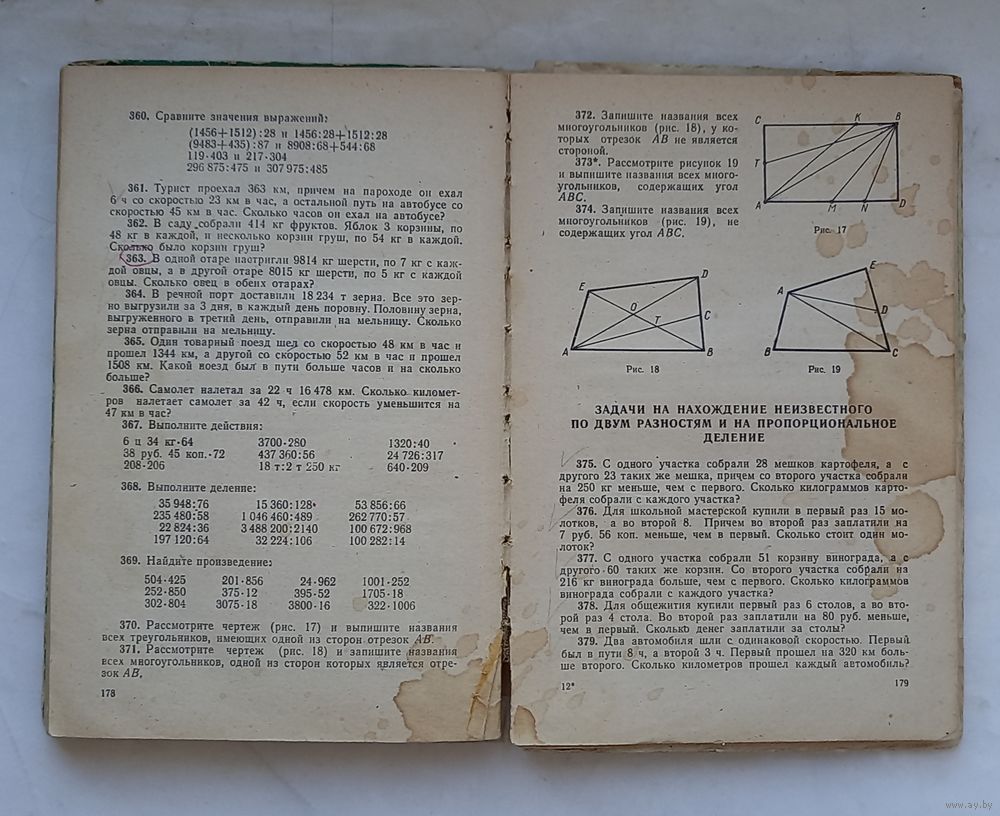 360. Сравните значения выражений:
(1456+1512):28 и 1456:28+1512:28
(9483+435):87 и 8908:68+544:68
119·403 и 217·304
296 875:475 и 307 975:485
361. Турист проехал 363 км, причем на пароходе он ехал
6 ч со скоростью 23 км в час, а остальной путь на автобусе со
скоростью 45 км в час. Сколько часов он ехал на автобусе?
362. В саду собрали 414 кг фруктов. Яблок 3 корзины, по
48 кг в каждой, и несколько корзин груш, по 54 кг в каждой.
Сколько было корзин груш?
363. В одной отаре настригли 9814 кг шерсти, по 7 кг с каж-
дой овцы, а в другой отаре 8015 кг шерсти, по 5 кг с каждой
овцы. Сколько овец в обеих отарах?
364. В речной порт доставили 18 234 т зерна. Все это зер-
но выгрузили за 3 дня, в каждый день поровну. Половину зерна,
выгруженного в третий день, отправили на мельницу. Сколько
зерна отправили на мельницу.
365. Один товарный поезд шел со скоростью 48 км в час и
прошел 1344 км, а другой со скоростью 52 км в час и прошел
1508 км. Какой поезд был в пути больше часов и на сколько
больше?
366. Самолет налетал за 22 ч 16 478 км. Сколько километ-
ров налетает самолет за 42 ч, если скорость уменьшится на
47 км в час?
367. Выполните действия:
6 ц 34 кг·64 3700·280 1320:40
38 руб. 45 коп.·72 437 360:56 24 726:317
208·206 18 т:2 т 250 кг 640·209
368. Выполните деление:
35 948:76 15 360:128 53 856:66
235 480:58 1 046 460:489 262 770:57
22 824:36 3 488 200:2140 100 672:968
197 120:64 32 224:106 100 282:14
369. Найдите произведение:
504·425 201·856 24·962 1001·252
252·850 375·12 395·52 1705·18
302·804 3075·18 3800·16 322·1006
370. Рассмотрите чертеж (рис. 17) и выпишите названия
всех треугольников, имеющих одной из сторон отрезок AB.
371. Рассмотрите чертеж (рис. 18) и запишите названия
всех многоугольников, одной из сторон которых является отре-
зок AB.
178
372. Запишите названия всех
многоугольников (рис. 18), у ко-
торых отрезок AB не является
стороной.
373*. Рассмотрите рисунок 19
и выпишите названия всех много-
угольников, содержащих угол
ABC.
374. Запишите названия всех
многоугольников (рис. 19), не
содержащих угол ABC.
C K B
T
A M N D
Рис. 17
E D
O T C
A B
Рис. 18
E
A
D
B C
Рис. 19
ЗАДАЧИ НА НАХОЖДЕНИЕ НЕИЗВЕСТНОГО
ПО ДВУМ РАЗНОСТЯМ И НА ПРОПОРЦИОНАЛЬНОЕ
ДЕЛЕНИЕ
375. С одного участка собрали 28 мешков картофеля, а с
другого 23 таких же мешка, причем со второго участка собрали
на 250 кг меньше, чем с первого. Сколько килограммов карто-
феля собрали с каждого участка?
376. Для школьной мастерской купили в первый раз 15 мо-
лотков, а во второй 8. Причем во второй раз заплатили на
7 руб. 56 коп. меньше, чем в первый. Сколько стоит один мо-
лоток?
377. С одного участка собрали 51 корзину винограда, а с
другого 60 таких же корзин. Со второго участка собрали на
216 кг винограда больше, чем с первого. Сколько килограммов
винограда собрали с каждого участка?
378. Для общежития купили первый раз 6 столов, а во вто-
рой раз 4 стола. Во второй раз заплатили на 80 руб. меньше,
чем в первый. Сколько денег заплатили за столы?
379. Два автомобиля шли с одинаковой скоростью. Первый
был в пути 8 ч, а второй 3 ч. Первый прошел на 320 км боль-
ше второго. Сколько километров прошел каждый автомобиль?
12*
179
www.ay.by